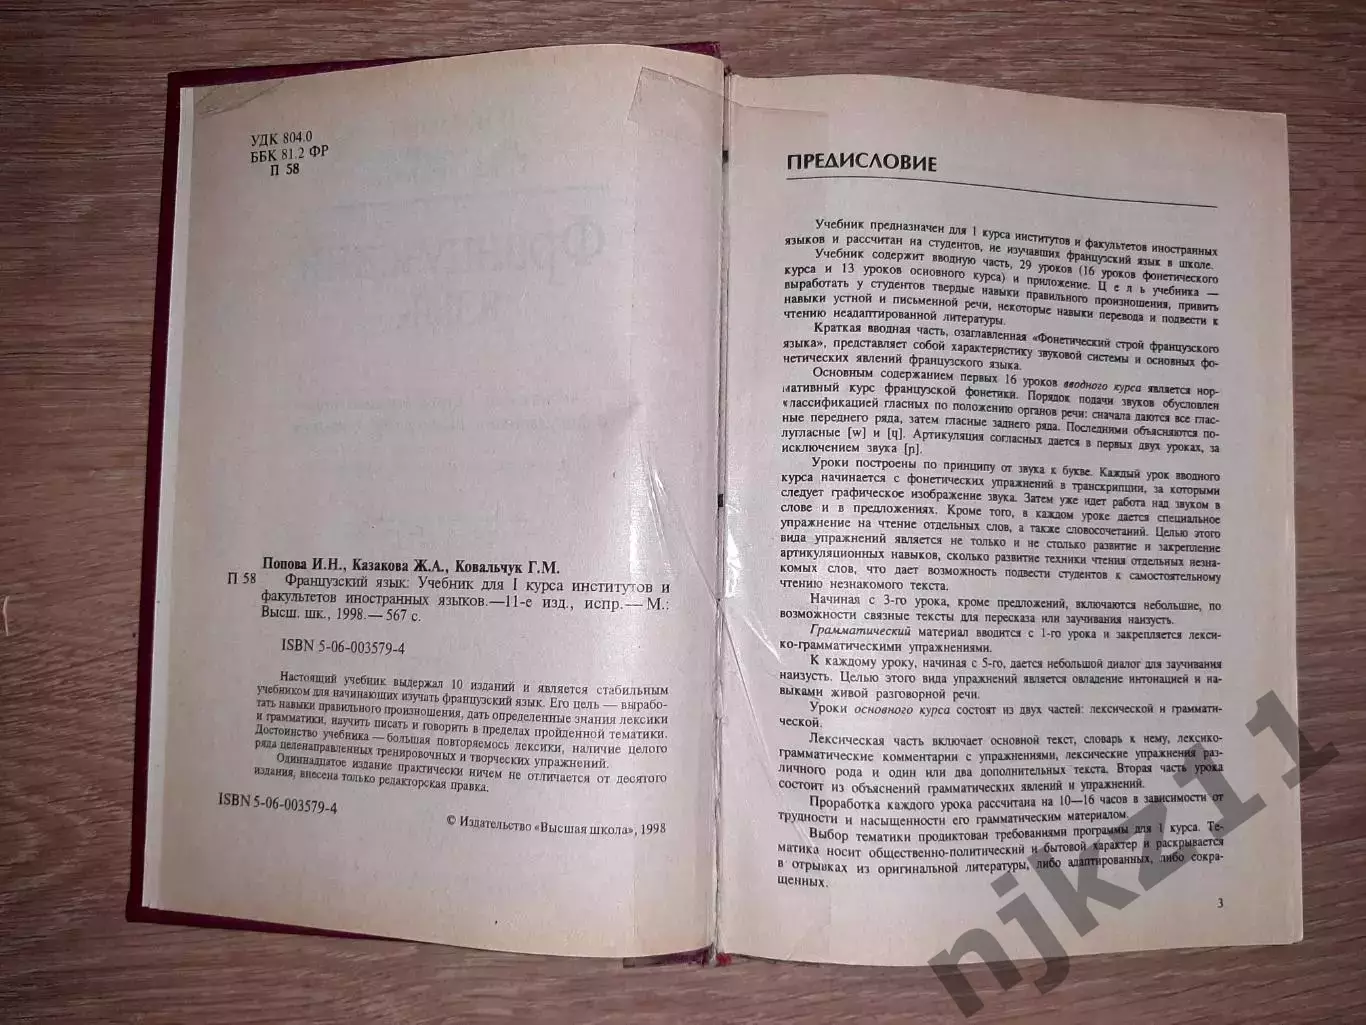 УДК 804.0
ББК 81.2 ФР
П 58
Попова И.Н., Казакова Ж.А., Ковальчук Г.М.
П 58 Французский язык: Учебник для I курса институтов и
факультетов иностранных языков.—11-е изд., испр.— М.:
Высш. шк., 1998.— 567 с.
ISBN 5-06-003579-4
Настоящий учебник выдержал 10 изданий и является стабильным
учебником для начинающих изучать французский язык. Его цель — вырабо-
тать навыки правильного произношения, дать определенные знания лексики
и грамматики, научить писать и говорить в пределах пройденной тематики.
Достоинство учебника — большая повторяемось лексики, наличие целого
ряда целенаправленных тренировочных и творческих упражнений.
Одиннадцатое издание практически ничем не отличается от десятого
издания, внесена только редакторская правка.
ISBN 5-06-003579-4
© Издательство «Высшая школа», 1998
ПРЕДИСЛОВИЕ
Учебник предназначен для I курса институтов и факультетов иностранных
языков и рассчитан на студентов, не изучавших французский язык в школе.
Учебник содержит вводную часть, 29 уроков (16 уроков фонетического
курса и 13 уроков основного курса) и приложение. Цель учебника —
выработать у студентов твердые навыки правильного произношения, привить
навыки устной и письменной речи, некоторые навыки перевода и подвести к
чтению неадаптированной литературы.
Краткая вводная часть, озаглавленная «Фонетический строй французского
языка», представляет собой характеристику звуковой системы и основных фо-
нетических явлений французского языка.
Основным содержанием первых 16 уроков вводного курса является нор-
мативный курс французской фонетики. Порядок подачи звуков обусловлен
классификацией гласных по положению органов речи: сначала даются все глас-
ные переднего ряда, затем гласные заднего ряда. Последними объясняются по-
лугласные [w] и [ɥ]. Артикуляция согласных дается в первых двух уроках, за
исключением звука [ɲ].
Уроки построены по принципу от звука к букве. Каждый урок вводного
курса начинается с фонетических упражнений в транскрипции, за которыми
следует графическое изображение звука. Затем уже идет работа над звуком в
слове и в предложениях. Кроме того, в каждом уроке дается специальное
упражнение на чтение отдельных слов, а также словосочетаний. Целью этого
вида упражнений является не только и не столько развитие и закрепление
артикуляционных навыков, сколько развитие техники чтения отдельных незна-
комых слов, что дает возможность подвести студентов к самостоятельному
чтению незнакомого текста.
Начиная с 3-го урока, кроме предложений, включаются небольшие, по
возможности связные тексты для пересказа или заучивания наизусть.
Грамматический материал вводится с 1-го урока и закрепляется лекси-
ко-грамматическими упражнениями.
К каждому уроку, начиная с 5-го, дается небольшой диалог для заучивания
наизусть. Целью этого вида упражнений является овладение интонацией и на-
выками живой разговорной речи.
Уроки основного курса состоят из двух частей: лексической и граммати-
ческой.
Лексическая часть включает основной текст, словарь к нему, лексико-
грамматические комментарии с упражнениями, лексические упражнения раз-
личного рода и один или два дополнительных текста. Вторая часть урока
состоит из объяснений грамматических явлений и упражнений.
Проработка каждого урока рассчитана на 10—16 часов в зависимости от
трудности и насыщенности его грамматическим материалом.
Выбор тематики продиктован требованиями программы для I курса. Те-
матика носит общественно-политический и бытовой характер и раскрывается
в отрывках из оригинальной литературы, либо адаптированных, либо сокра-
щенных.
3
njkz11